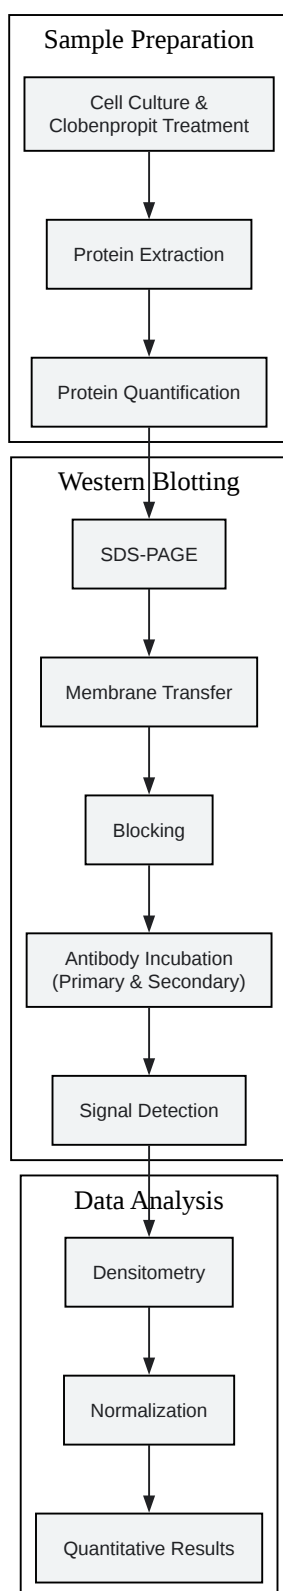 Sample Preparation
Cell Culture &
Clobenpropit Treatment
Protein Extraction
Protein Quantification
Western Blotting
SDS-PAGE
Membrane Transfer
Blocking
Antibody Incubation
(Primary & Secondary)
Signal Detection
Data Analysis
Densitometry
Normalization
Quantitative Results